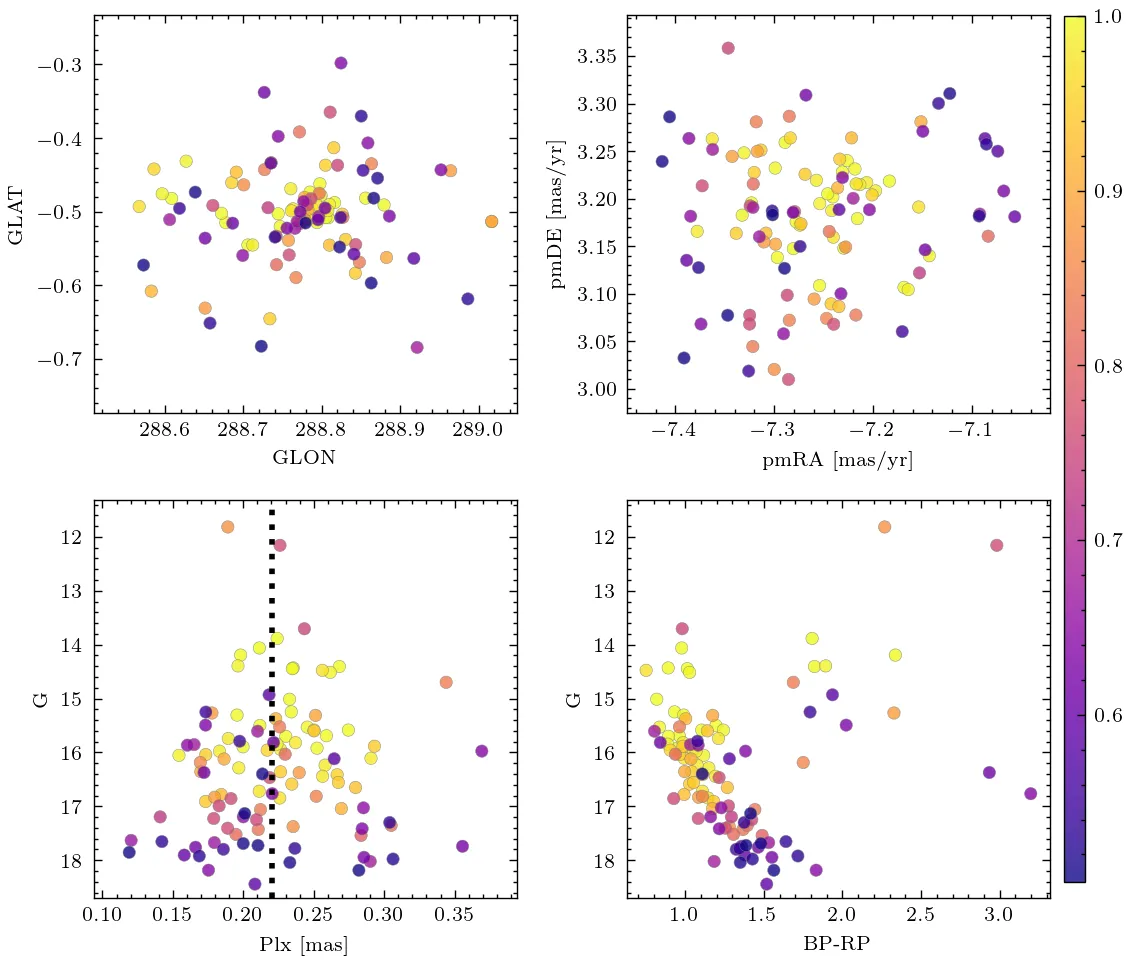 −0.3
−0.4
−0.5
−0.6
−0.7
GLAT
288.6 288.7 288.8 288.9 289.0
GLON
3.35
3.30
3.25
3.20
3.15
3.10
3.05
3.00
pmDE [mas/yr]
−7.4 −7.3 −7.2 −7.1
pmRA [mas/yr]
1.0
0.9
0.8
0.7
0.6
12
13
14
15
16
17
18
G
0.10 0.15 0.20 0.25 0.30 0.35
Plx [mas]
12
13
14
15
16
17
18
G
1.0 1.5 2.0 2.5 3.0
BP-RP